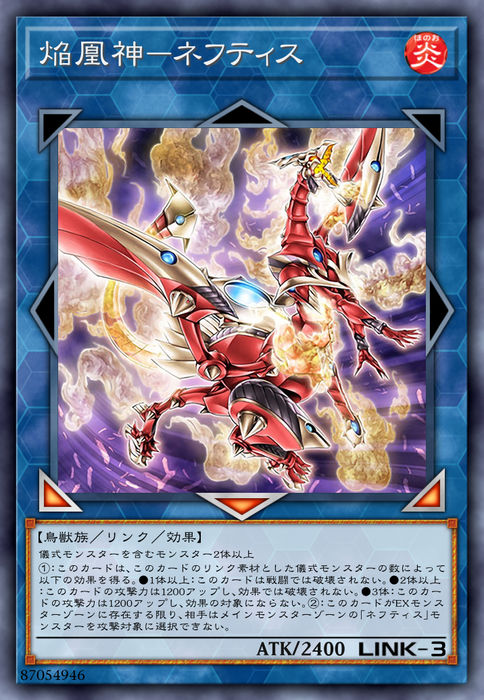 焔凰神－ネフティス
ほのお
炎
【鳥獣族／リンク／効果】
儀式モンスターを含むモンスター2体以上
①：このカードは、このカードのリンク素材とした儀式モンスターの数によって
以下の効果を得る。●1体以上：このカードは戦闘では破壊されない。●2体以上
：このカードの攻撃力は1200アップし、効果では破壊されない。●3体：このカー
ドの攻撃力は1200アップし、効果の対象にならない。②：このカードがEXモンス
ターゾーンに存在する限り、相手はメインモンスターゾーンの「ネフティス」モ
ンスターを攻撃対象に選択できない。
ATK/2400 LINK-3
87054946